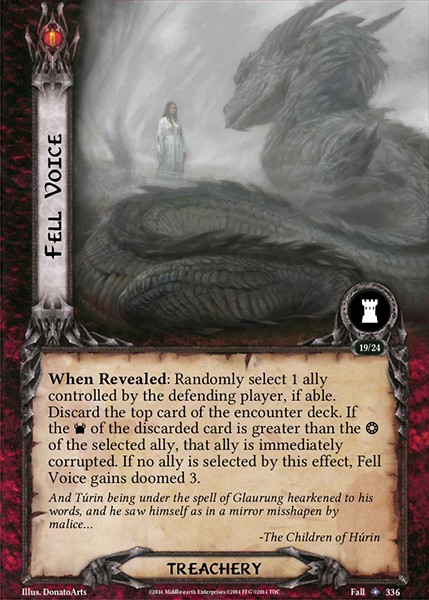 FELL VOICE
19/24
When Revealed: Randomly select 1 ally
controlled by the defending player, if able.
Discard the top card of the encounter deck. If
the of the discarded card is greater than the
of the selected ally, that ally is immediately
corrupted. If no ally is selected by this effect, Fell
Voice gains doomed 3.
And Túrin being under the spell of Glaurung hearkened to his
words, and he saw himself as in a mirror misshapen by
malice...
-The Children of Húrin
TREACHERY
Illus. DonatoArts
©2014 Middle-earth Enterprises ©2014 FFG ©2014 TDC
Fall 336